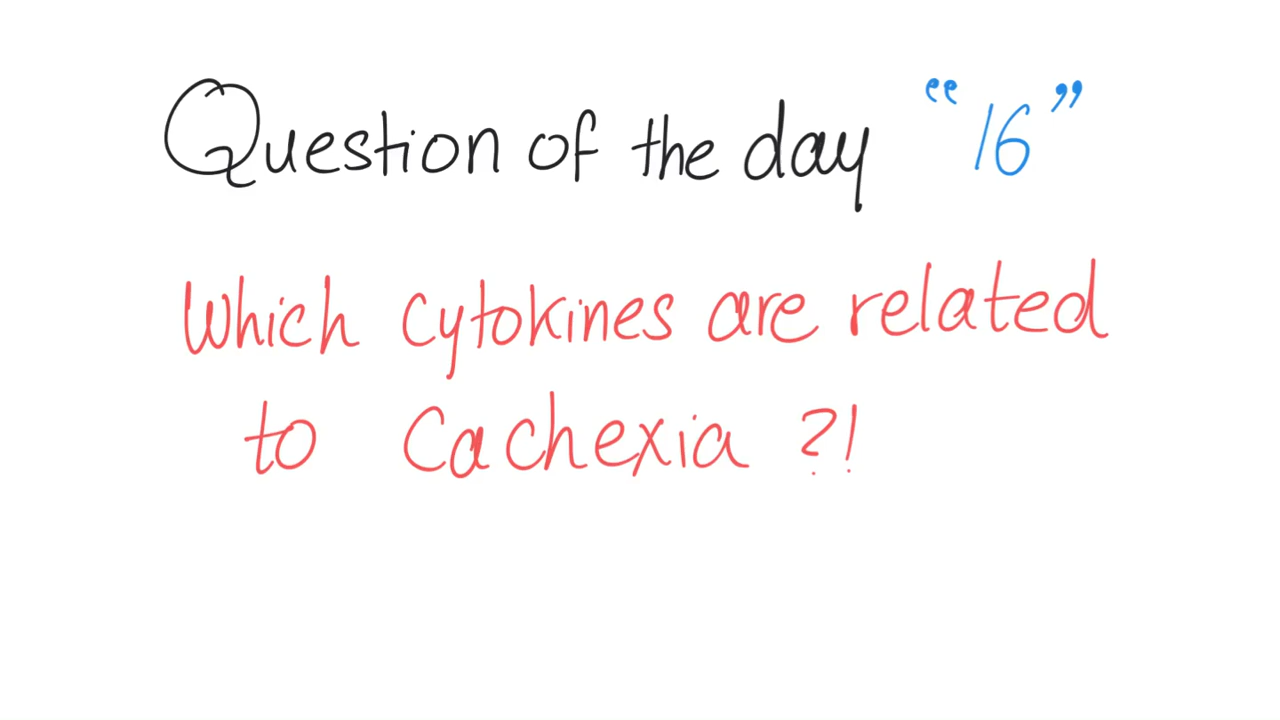 Question of the day “16”
Which cytokines are related
to Cachexia ?!